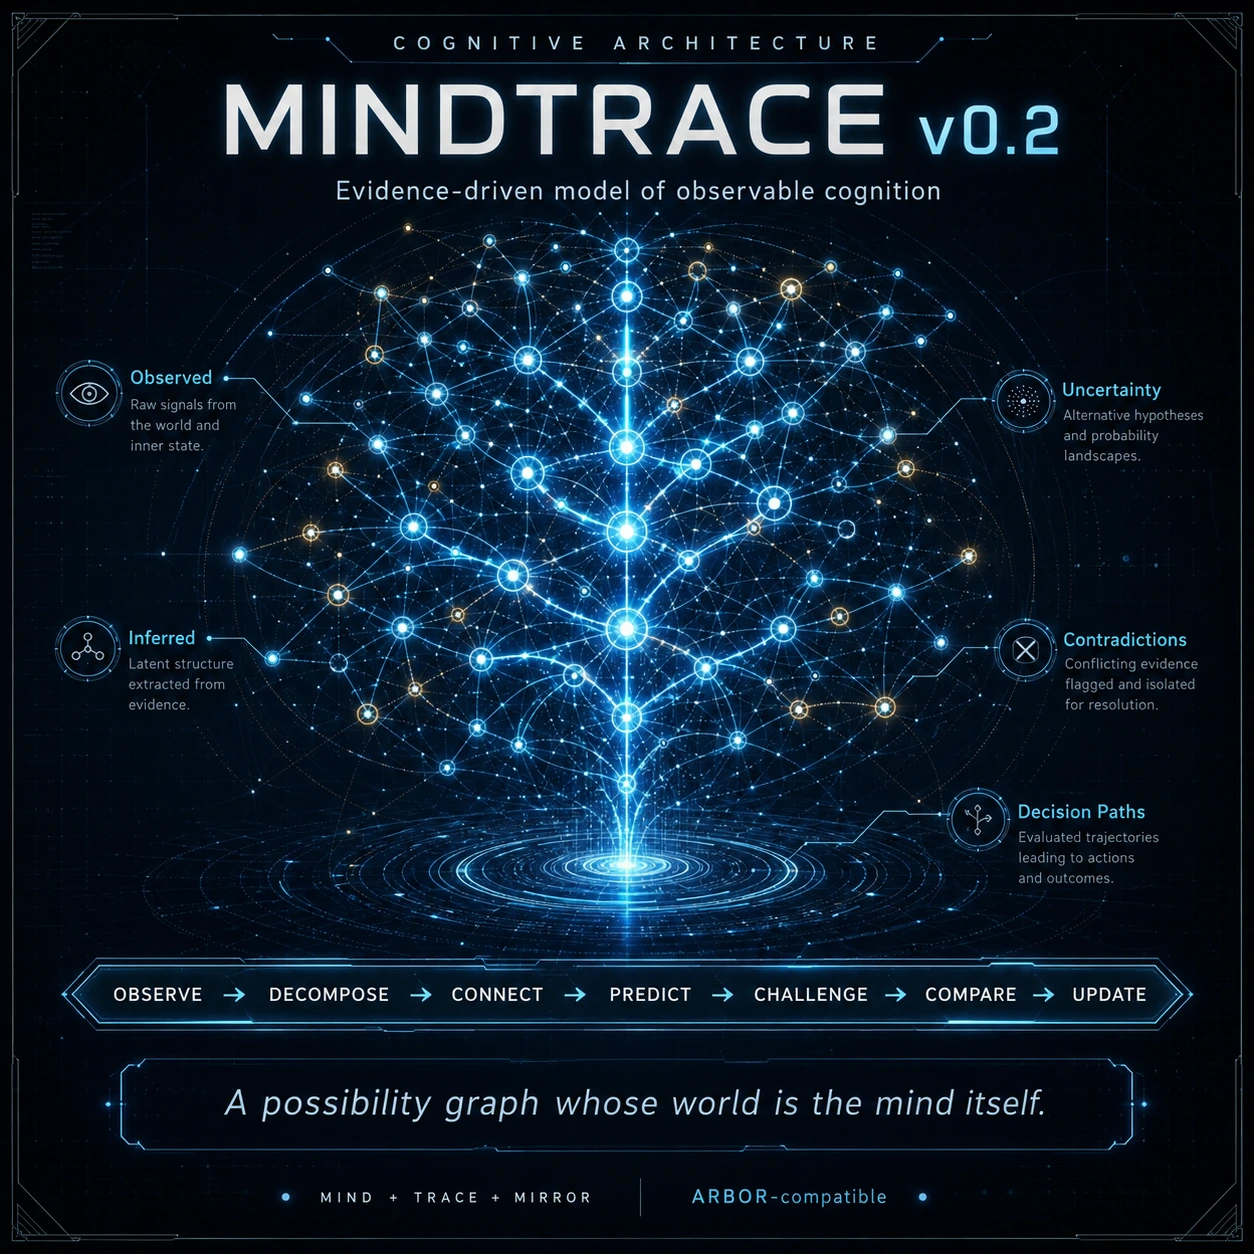 COGNITIVE ARCHITECTURE
MINDTRACE v0.2
Evidence-driven model of observable cognition
Observed
Raw signals from
the world and
inner state.
Uncertainty
Alternative hypotheses
and probability
landscapes.
Inferred
Latent structure
extracted from
evidence.
Contradictions
Conflicting evidence
flagged and isolated
for resolution.
Decision Paths
Evaluated trajectories
leading to actions
and outcomes.
OBSERVE → DECOMPOSE → CONNECT → PREDICT → CHALLENGE → COMPARE → UPDATE
A possibility graph whose world is the mind itself.
MIND + TRACE + MIRROR
ARBOR-compatible